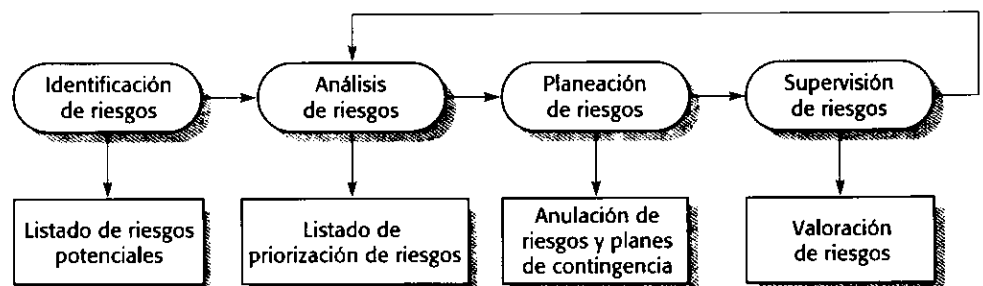 Identificación
de riesgos
Análisis
de riesgos
Planeación
de riesgos
Supervisión
de riesgos
Listado de riesgos
potenciales
Listado de
priorización de riesgos
Anulación de
riesgos y planes
de contingencia
Valoración
de riesgos